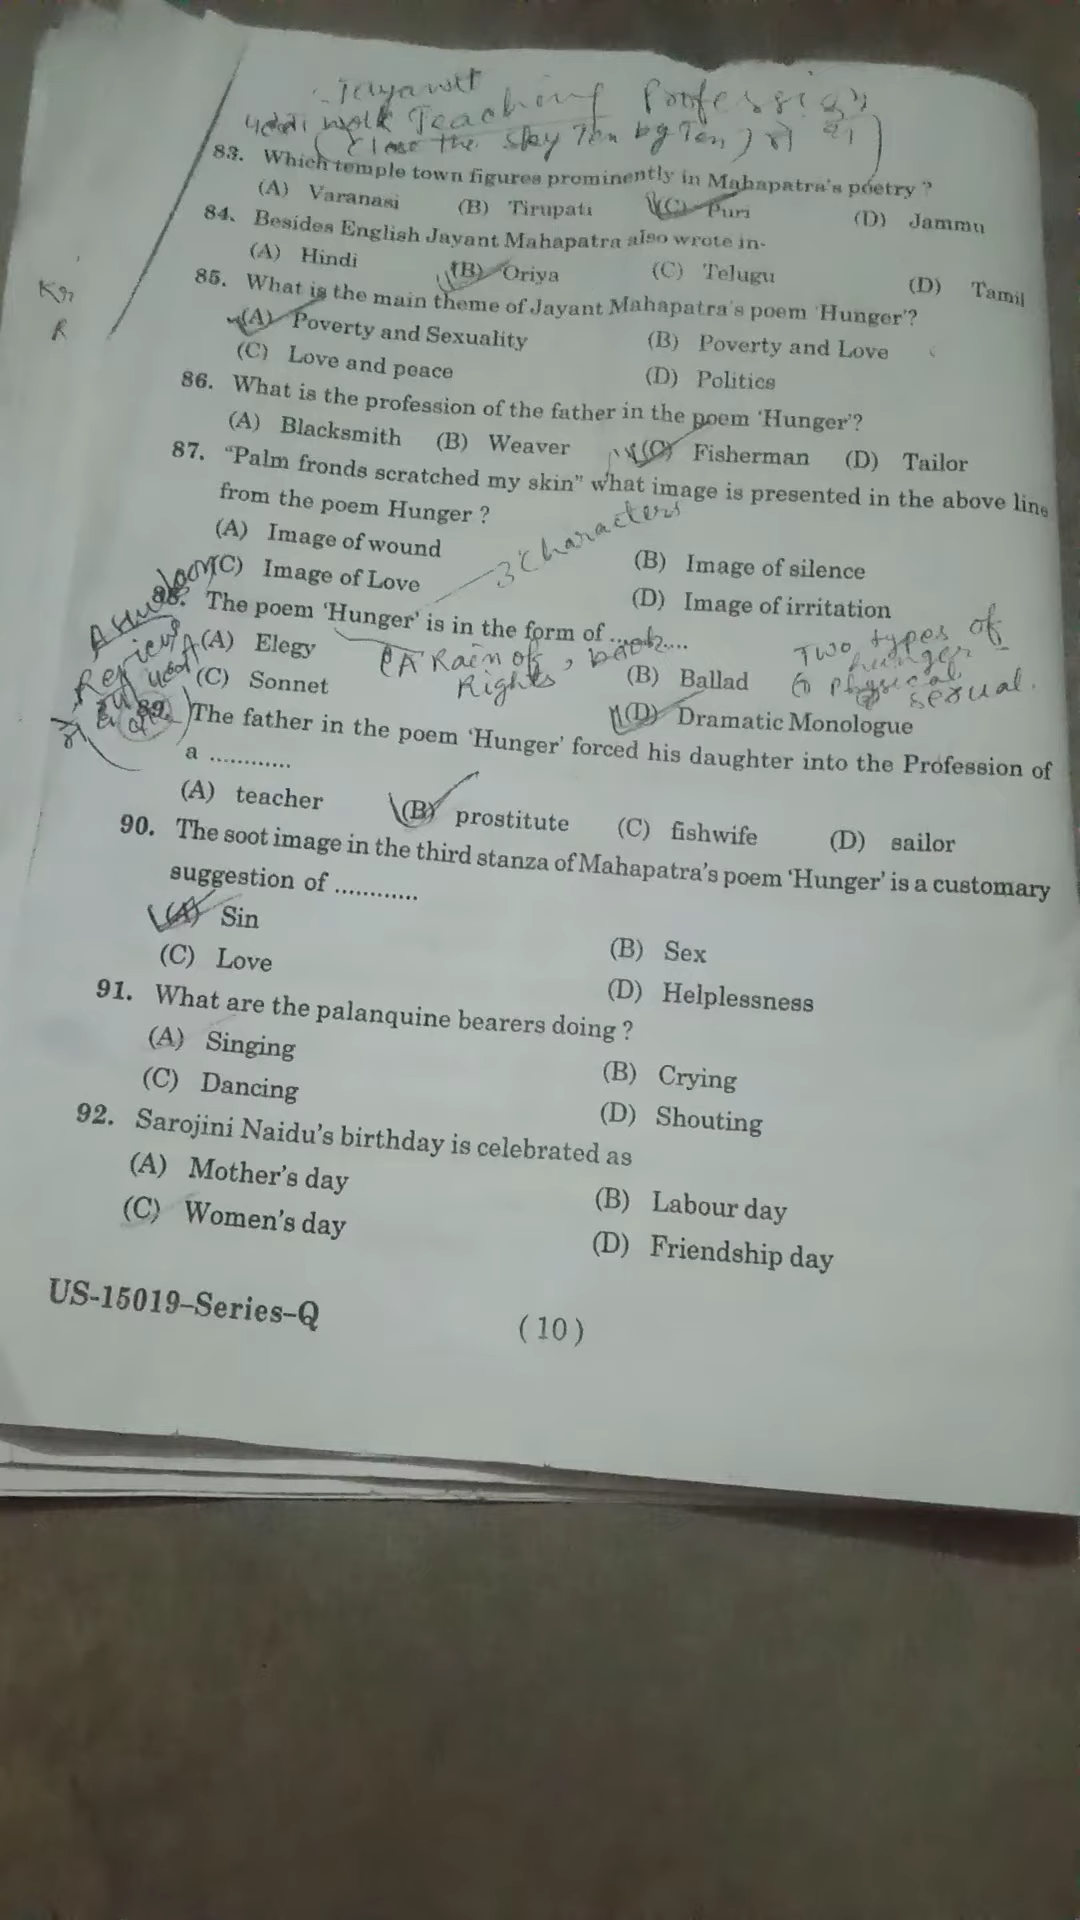 Jayant
Teaching Profession
(Close the sky Ten by Ten)
83. Which temple town figures prominently in Mahapatra's poetry ?
(A) Varanasi (B) Tirupati (C) Puri (D) Jammu
84. Besides English Jayant Mahapatra also wrote in-
(A) Hindi (B) Oriya (C) Telugu (D) Tamil
85. What is the main theme of Jayant Mahapatra's poem 'Hunger'?
(A) Poverty and Sexuality (B) Poverty and Love
(C) Love and peace (D) Politics
86. What is the profession of the father in the poem 'Hunger'?
(A) Blacksmith (B) Weaver (C) Fisherman (D) Tailor
87. "Palm fronds scratched my skin" what image is presented in the above line
from the poem Hunger ?
3 Characters
(A) Image of wound (B) Image of silence
(C) Image of Love (D) Image of irritation
88. The poem 'Hunger' is in the form of ............
(A) Elegy (B) Ballad
(C) Sonnet (D) Dramatic Monologue
A Rain of
Two types of
hunger
physical
sexual.
89. The father in the poem 'Hunger' forced his daughter into the Profession of
a ............
(A) teacher (B) prostitute (C) fishwife (D) sailor
90. The soot image in the third stanza of Mahapatra's poem 'Hunger' is a customary
suggestion of ............
(A) Sin (B) Sex
(C) Love (D) Helplessness
91. What are the palanquine bearers doing ?
(A) Singing (B) Crying
(C) Dancing (D) Shouting
92. Sarojini Naidu's birthday is celebrated as
(A) Mother's day (B) Labour day
(C) Women's day (D) Friendship day
US-15019–Series–Q
( 10 )